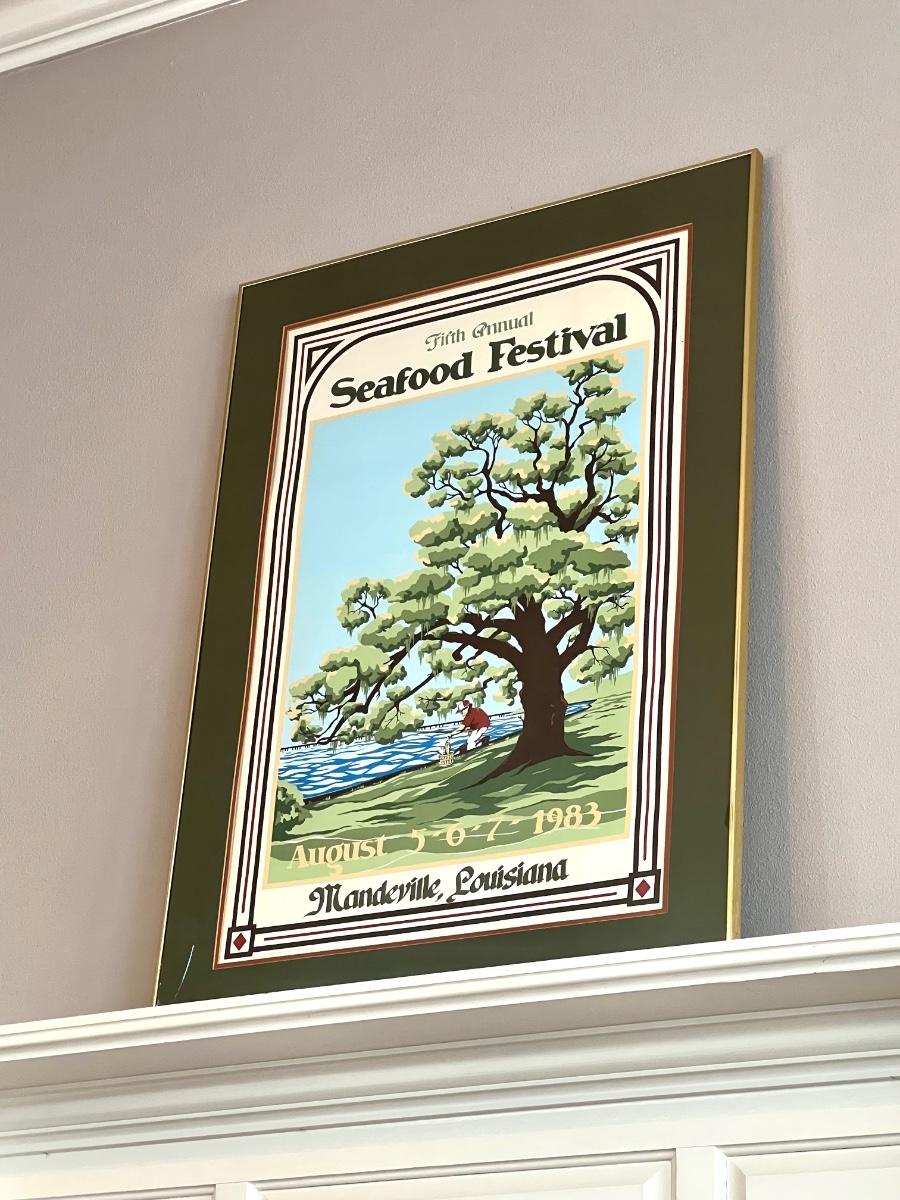 Fifth Annual
Seafood Festival
August 5-6-7- 1983
Mandeville, Louisiana